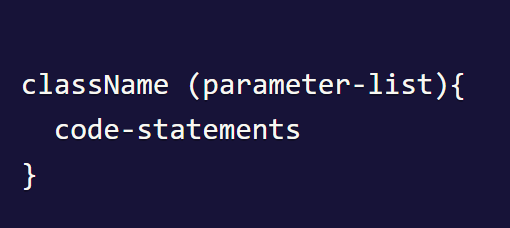 className (parameter-list){
  code-statements
}